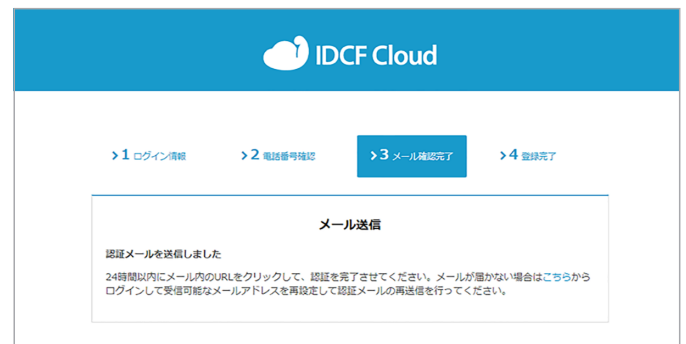 IDCF Cloud
1 ログイン情報
2 電話番号確認
3 メール確認完了
4 登録完了
メール送信
認証メールを送信しました
24時間以内にメール内のURLをクリックして、認証を完了させてください。メールが届かない場合はこちらから
ログインして受信可能なメールアドレスを再設定して認証メールの再送信を行ってください。